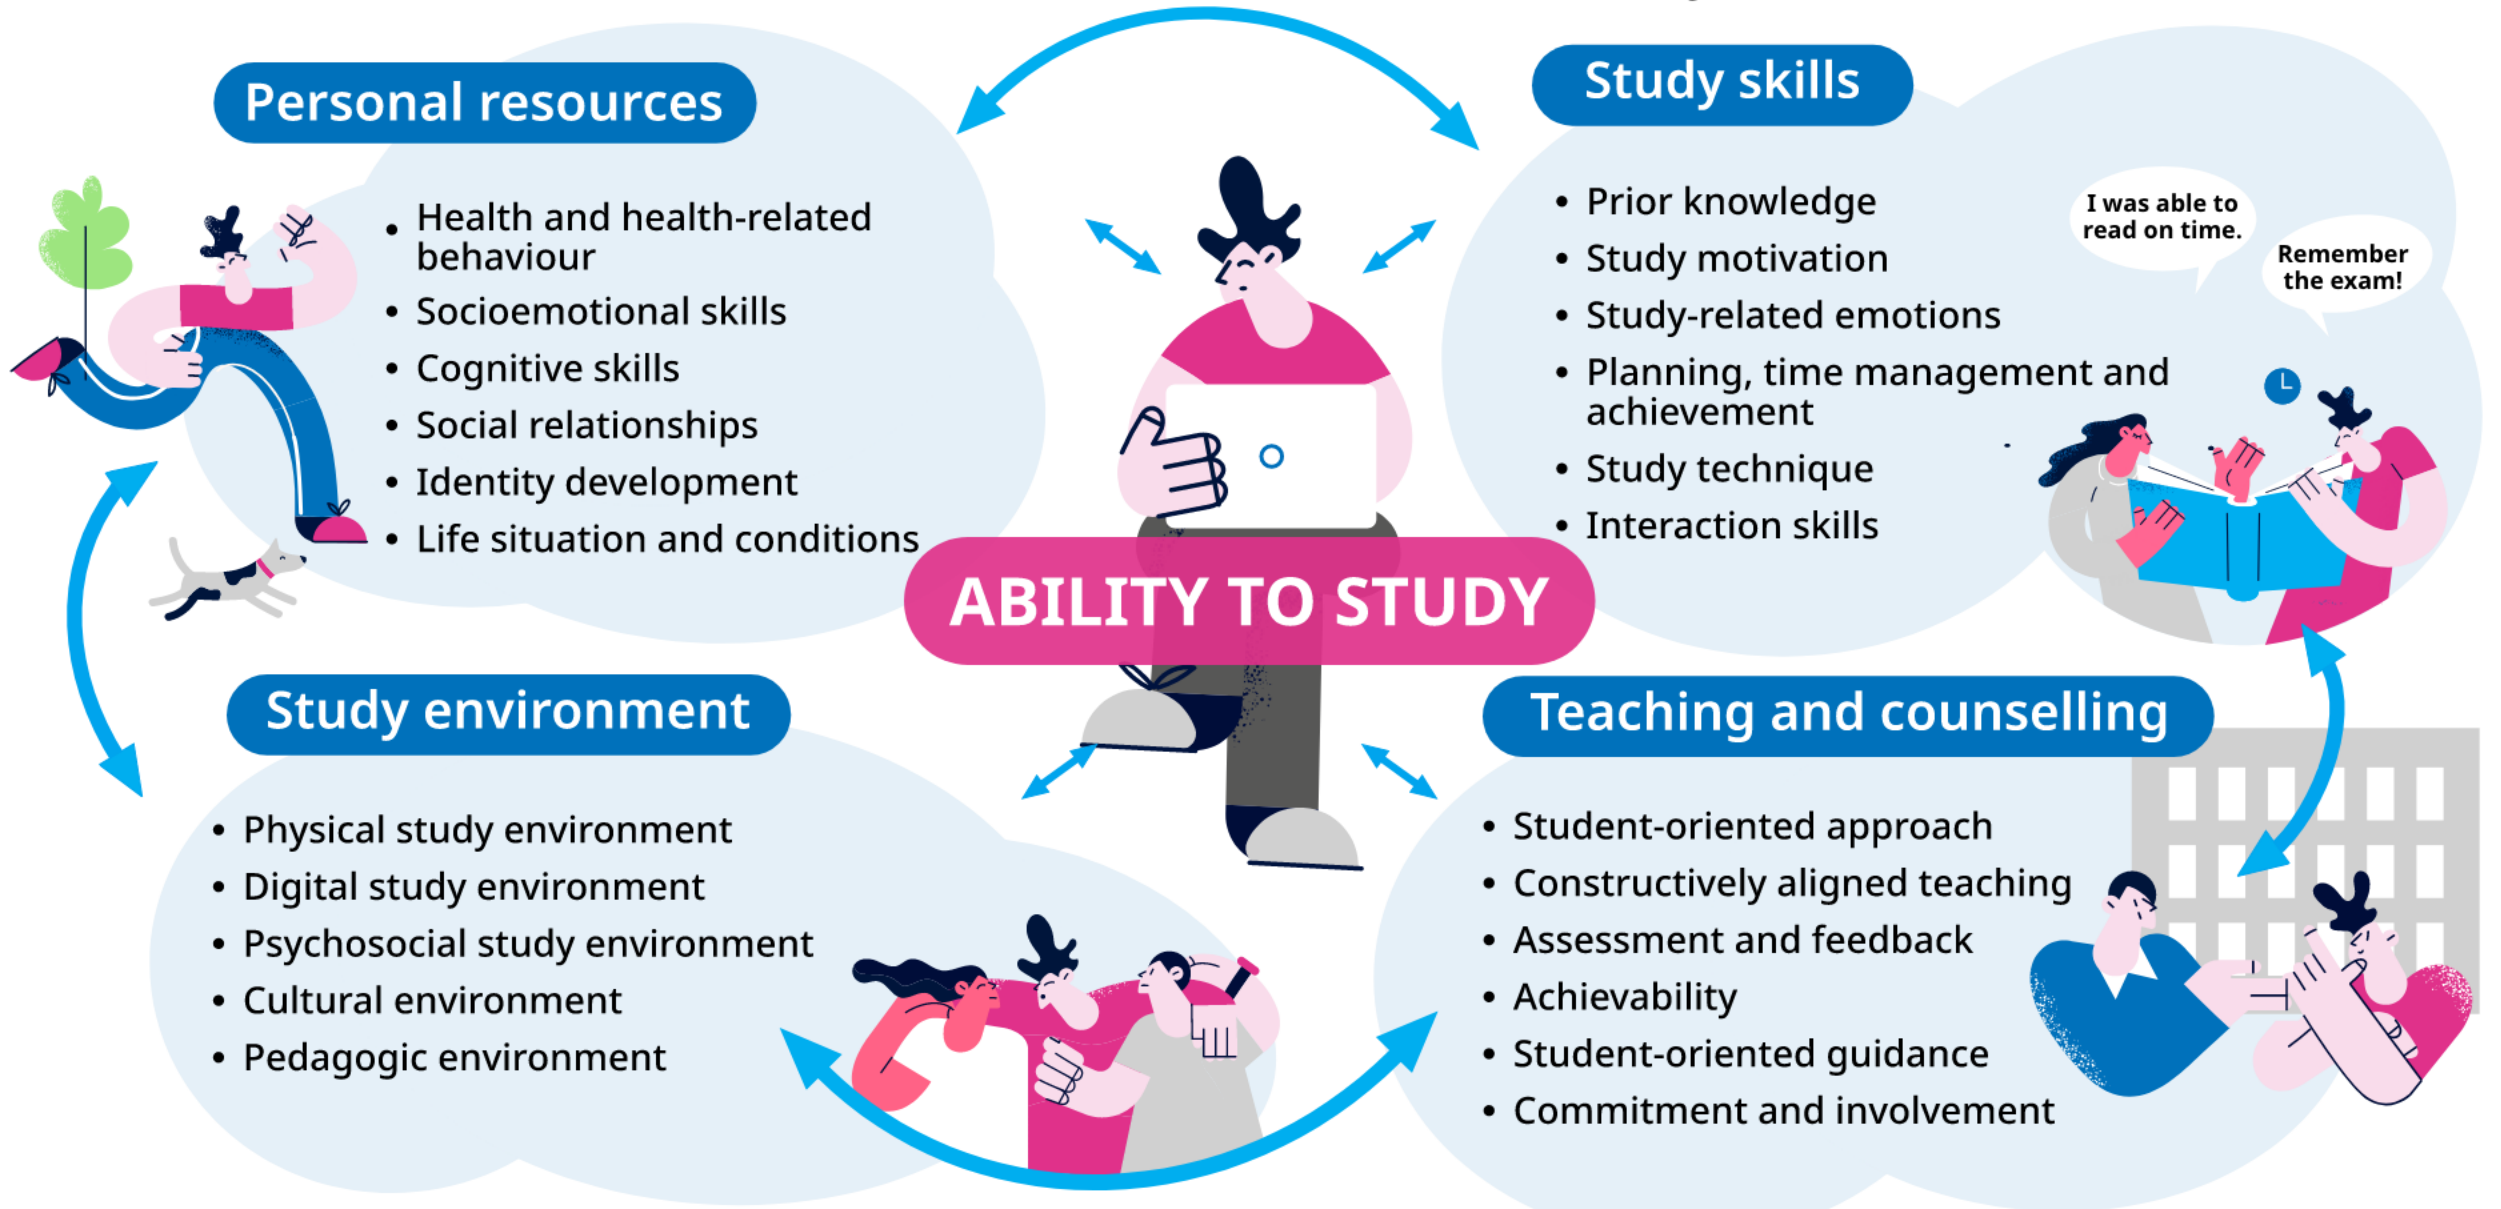 Personal resources
Health and health-related
behaviour
Socioemotional skills
Cognitive skills
Social relationships
Identity development
Life situation and conditions
Study skills
Prior knowledge
Study motivation
Study-related emotions
Planning, time management and
achievement
Study technique
Interaction skills
I was able to
read on time.
Remember
the exam!
ABILITY TO STUDY
Study environment
Physical study environment
Digital study environment
Psychosocial study environment
Cultural environment
Pedagogic environment
Teaching and counselling
Student-oriented approach
Constructively aligned teaching
Assessment and feedback
Achievability
Student-oriented guidance
Commitment and involvement